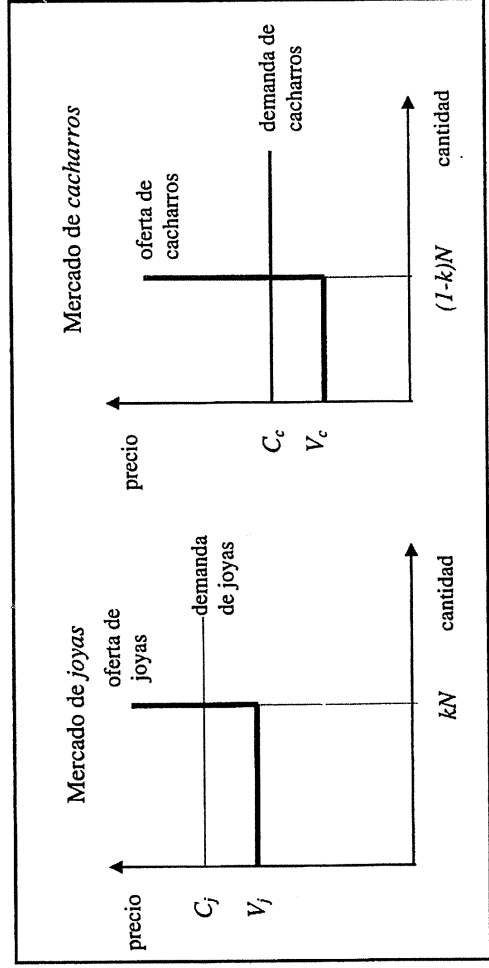 Mercado de joyas
precio
oferta de
joyas
C_j
demanda
de joyas
V_j
kN
cantidad
Mercado de cacharros
precio
oferta de
cacharros
C_c
demanda de
cacharros
V_c
(1-k)N
cantidad